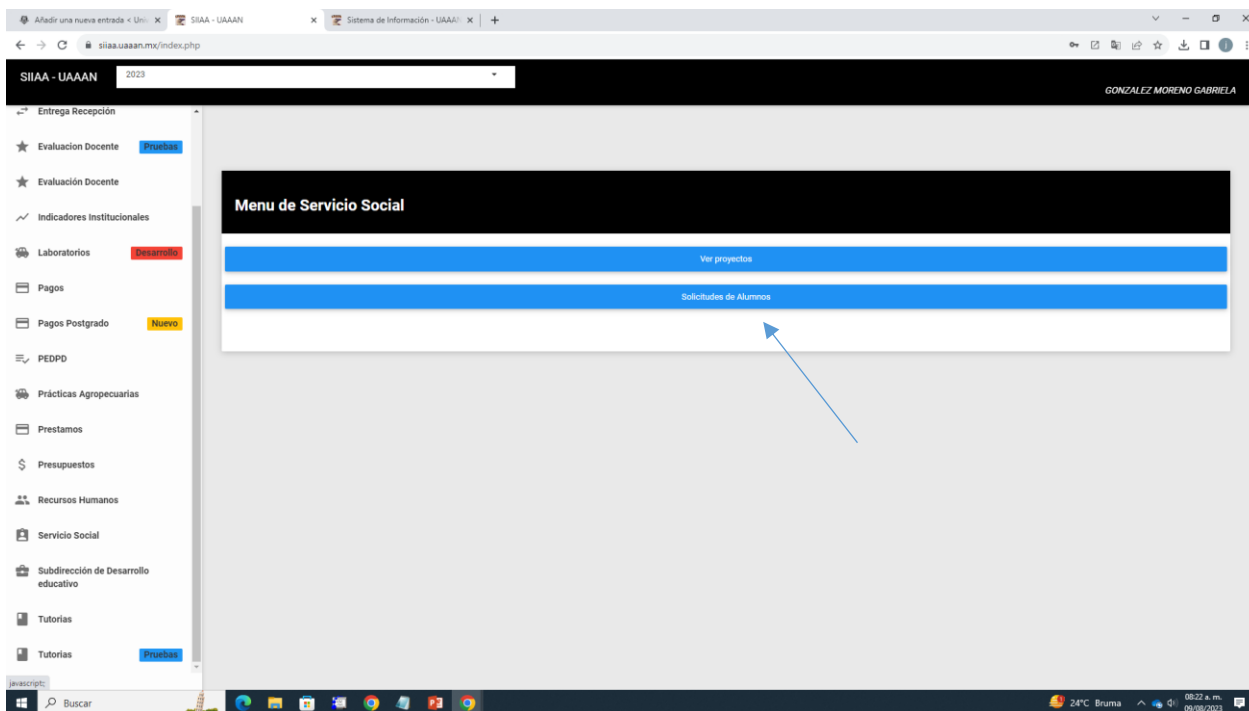 Añadir una nueva entrada < Uni
SIIAA - UAAAN
Sistema de Información - UAAA
siiaa.uaaan.mx/index.php
SIIAA - UAAAN
2023
GONZALEZ MORENO GABRIELA
Entrega Recepción
Evaluacion Docente
Pruebas
Evaluación Docente
Indicadores Institucionales
Laboratorios
Desarrollo
Pagos
Pagos Postgrado
Nuevo
PEDPD
Prácticas Agropecuarias
Prestamos
Presupuestos
Recursos Humanos
Servicio Social
Subdirección de Desarrollo
educativo
Tutorias
Tutorias
Pruebas
Menu de Servicio Social
Ver proyectos
Solicitudes de Alumnos
javascript:;
Buscar
24°C Bruma
08:22 a. m.
09/08/2023